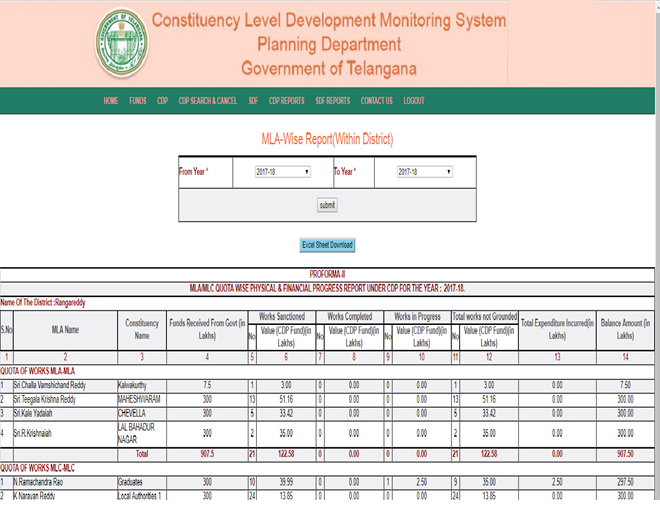 Constituency Level Development Monitoring System
Planning Department
Government of Telangana
HOME FUNDS CDP CDP SEARCH & CANCEL SDF CDP REPORTS SDF REPORTS CONTACT US LOGOUT
MLA-Wise Report(Within District)
From Year * 2017-18 To Year * 2017-18
submit
Excel Sheet Download
PROFORMA-II
MLA/MLC QUOTA WISE PHYSICAL & FINANCIAL PROGRESS REPORT UNDER CDP FOR THE YEAR : 2017-18.
Name Of The District :Rangareddy
S.No MLA Name Constituency Name Funds Received From Govt (in Lakhs) Works Sanctioned Works Completed Works in Progress Total works not Grounded Total Expenditure Incurred(in Lakhs) Balance Amount (in Lakhs)
No Value (CDP Fund)(in Lakhs) No Value (CDP Fund)(in Lakhs) No Value (CDP Fund)(in Lakhs) No Value (CDP Fund)(in Lakhs)
1 2 3 4 5 6 7 8 9 10 11 12 13 14
QUOTA OF WORKS MLA-MLA
1 Sri.Challa Vamshichand Reddy Kalwakurthy 7.5 1 3.00 0 0.00 0 0.00 1 3.00 0.00 7.50
2 Sri.Teegala Krishna Reddy MAHESHWARAM 300 13 51.16 0 0.00 0 0.00 13 51.16 0.00 300.00
3 Sri.Kale Yadaiah CHEVELLA 300 5 33.42 0 0.00 0 0.00 5 33.42 0.00 300.00
4 Sri.R.Krishnaiah LAL BAHADUR NAGAR 300 2 35.00 0 0.00 0 0.00 2 35.00 0.00 300.00
Total 907.5 21 122.58 0 0.00 0 0.00 21 122.58 0.00 907.50
QUOTA OF WORKS MLC-MLC
1 N.Ramachandra Rao Graduates 300 10 39.99 0 0.00 1 2.50 9 35.00 2.50 297.50
2 K Narayan Reddy Local Authorities 1 300 24 13.85 0 0.00 0 0.00 24 13.85 0.00 300.00